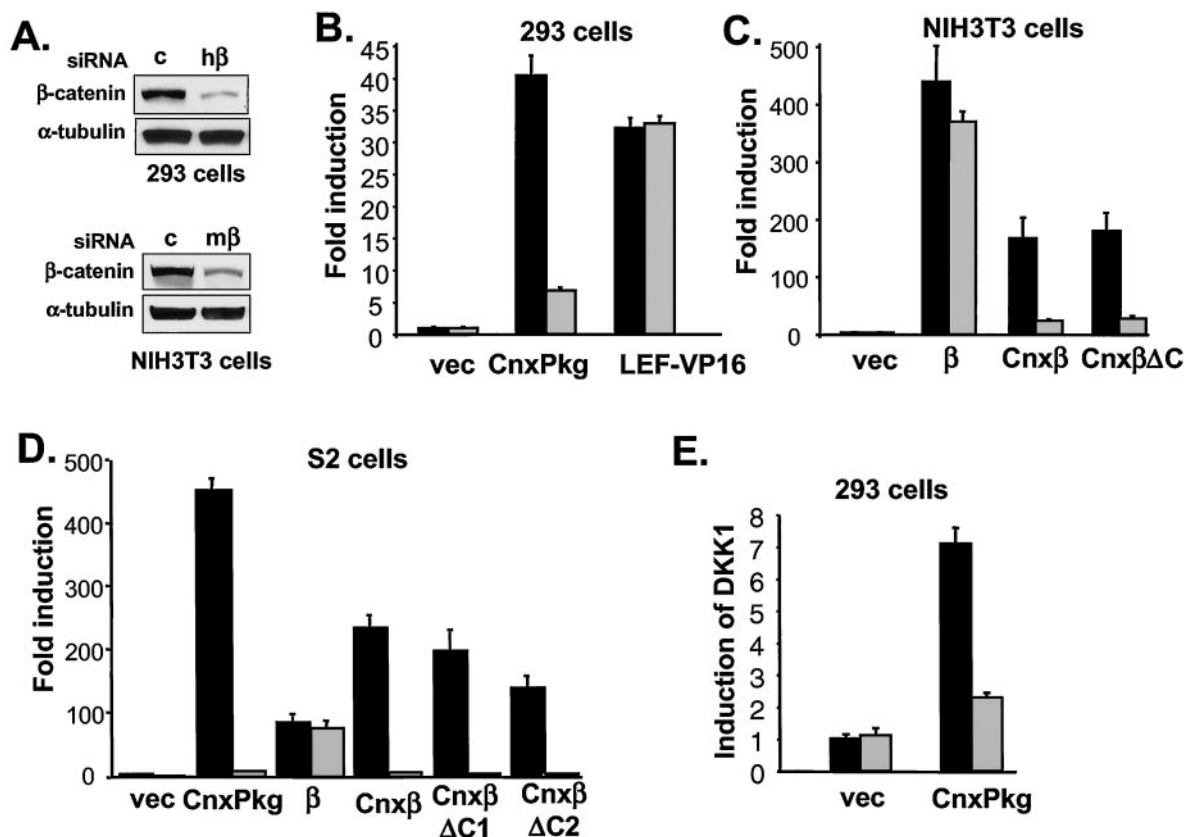 A.
siRNA c hβ
β-catenin
α-tubulin
293 cells
siRNA c mβ
β-catenin
α-tubulin
NIH3T3 cells
B.
293 cells
Fold induction
45
40
35
30
25
20
15
10
5
0
vec CnxPkg LEF-VP16
C.
NIH3T3 cells
Fold induction
500
400
300
200
100
0
vec β Cnxβ CnxβΔC
D.
S2 cells
Fold induction
500
400
300
200
100
0
vec CnxPkg β Cnxβ Cnxβ Cnxβ
ΔC1 ΔC2
E.
293 cells
Induction of DKK1
8
7
6
5
4
3
2
1
0
vec CnxPkg